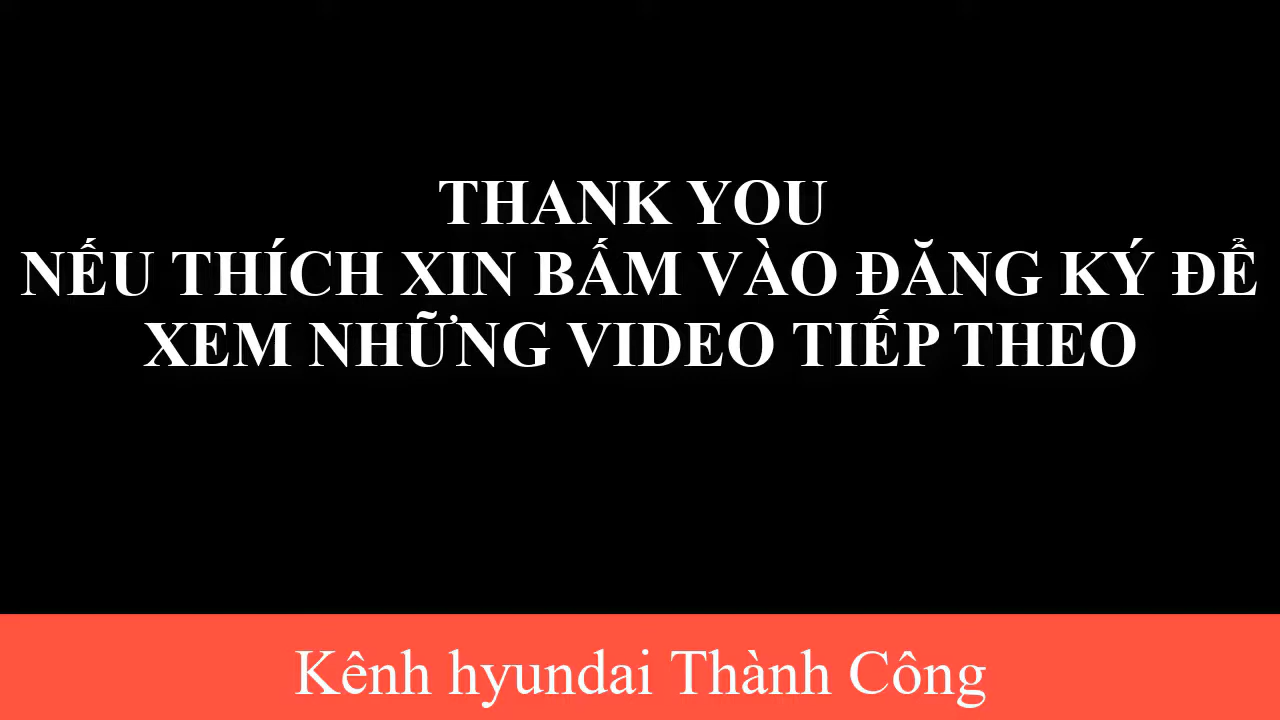 THANK YOU
NẾU THÍCH XIN BẤM VÀO ĐĂNG KÝ ĐỂ
XEM NHỮNG VIDEO TIẾP THEO
Kênh hyundai Thành Công